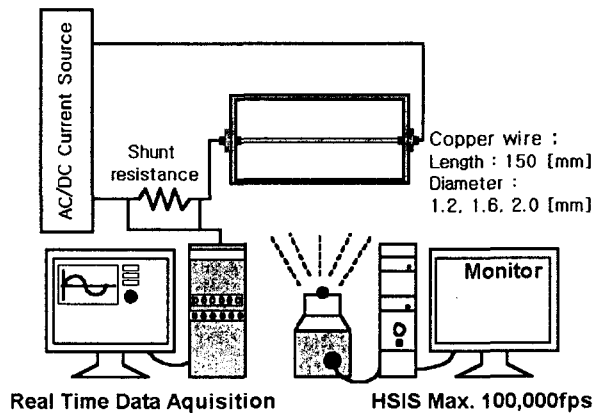 AC/DC Current Source
Shunt
resistance
Copper wire :
Length : 150 [mm]
Diameter :
1.2, 1.6, 2.0 [mm]
Monitor
Real Time Data Aquisition
HSIS Max. 100,000fps